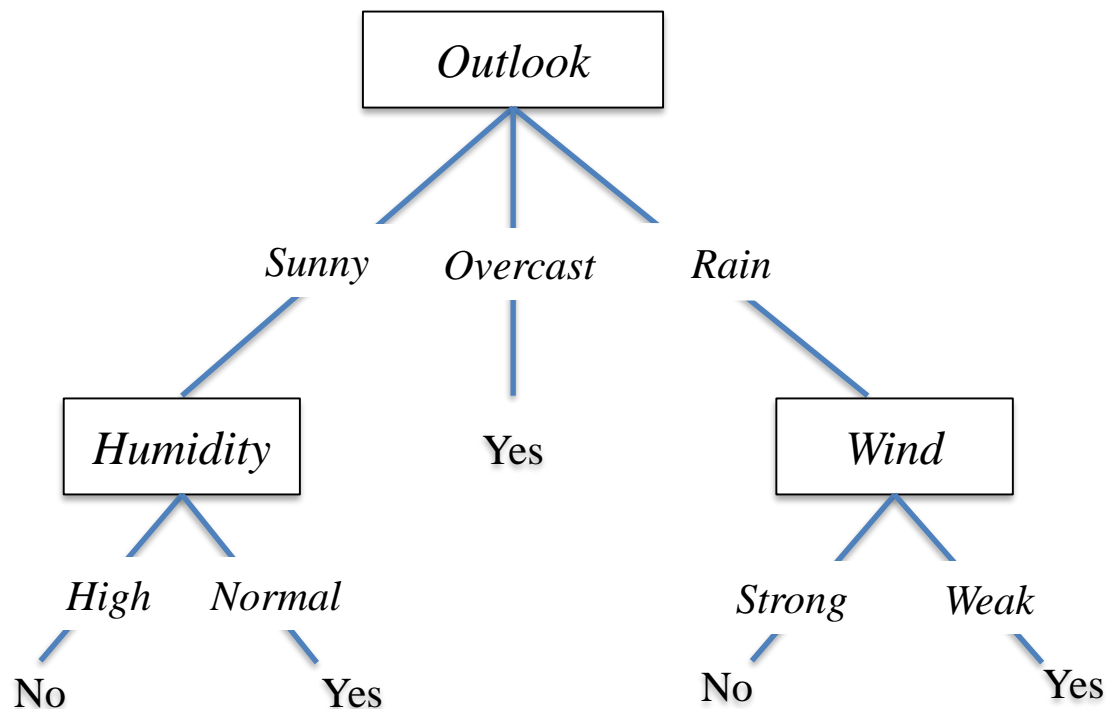 Outlook
Sunny Overcast Rain
Humidity Yes Wind
High Normal Strong Weak
No Yes No Yes